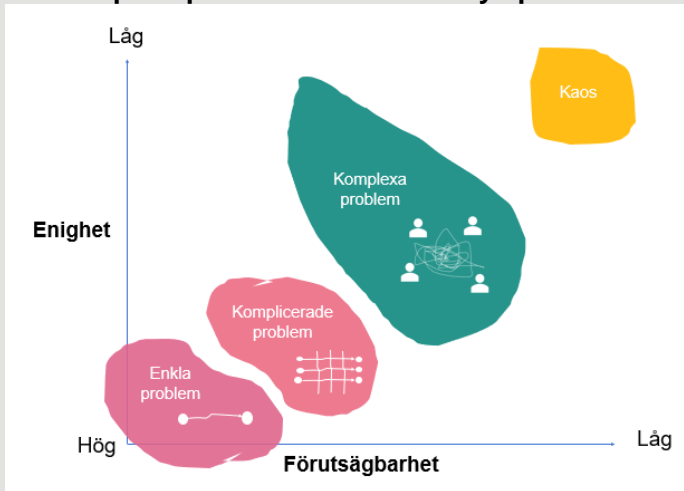 Låg
Kaos
Komplexa
problem
Enighet
Komplicerade
problem
Enkla
problem
Hög
Låg
Förutsägbarhet